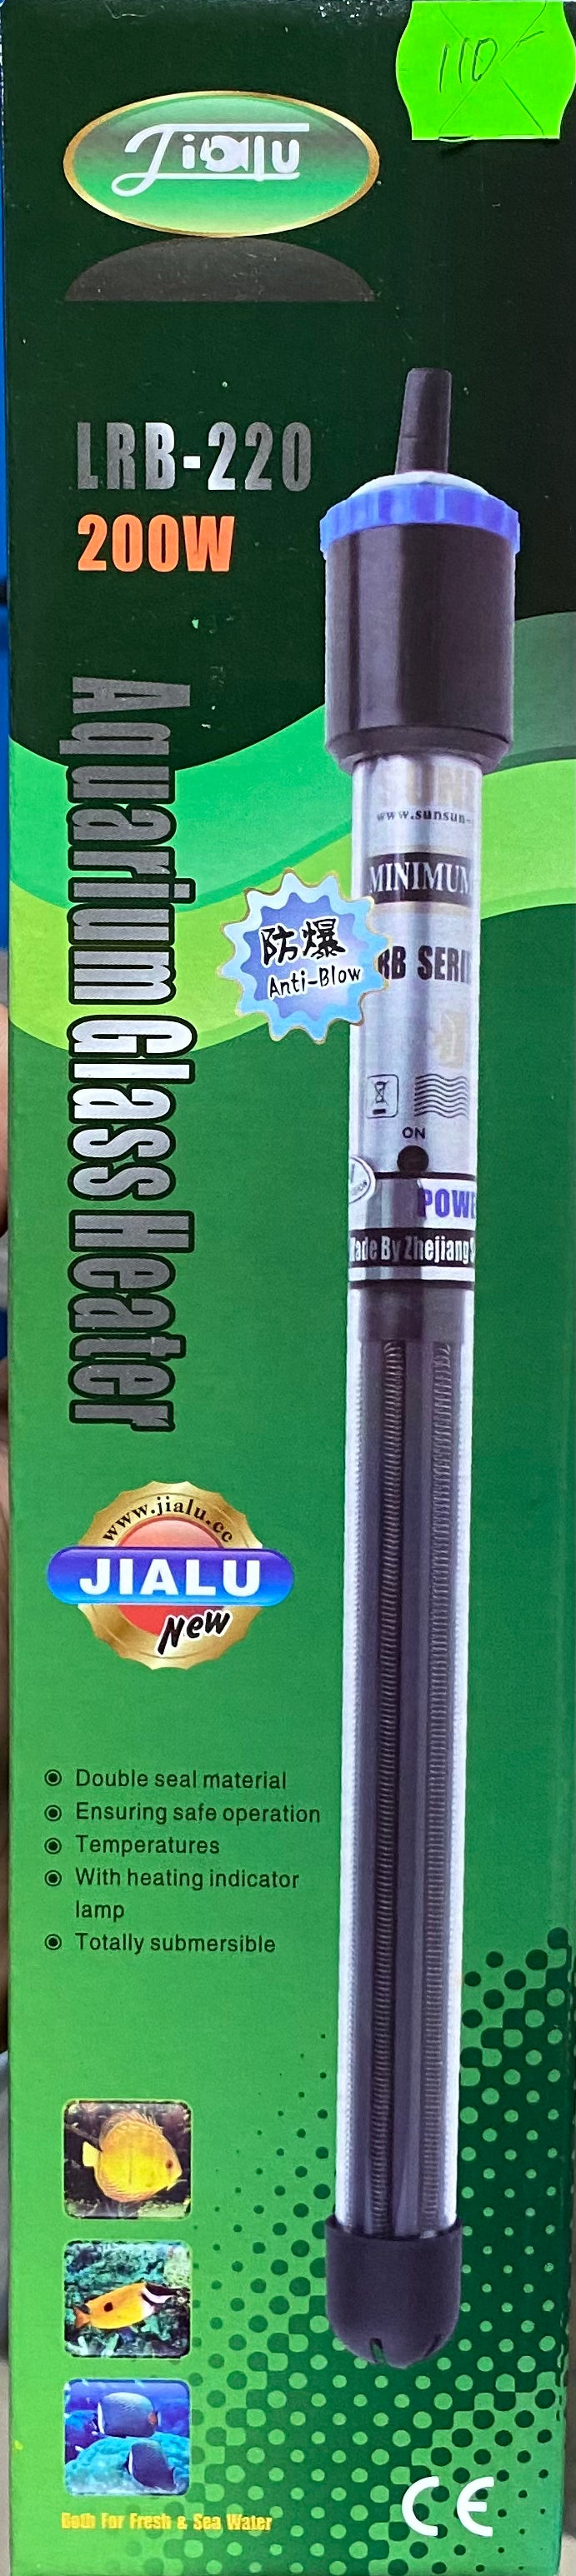 110-
Jialu
LRB-220
200W
Aquarium Glass Heater
www.sunsun-
MINIMUM
RB SERI
防爆
Anti-Blow
ON
POWE
ade By Zhejiang S
www.jialu.cc
JIALU
New
Double seal material
Ensuring safe operation
Temperatures
With heating indicator
lamp
Totally submersible
Both For Fresh & Sea Water
CE